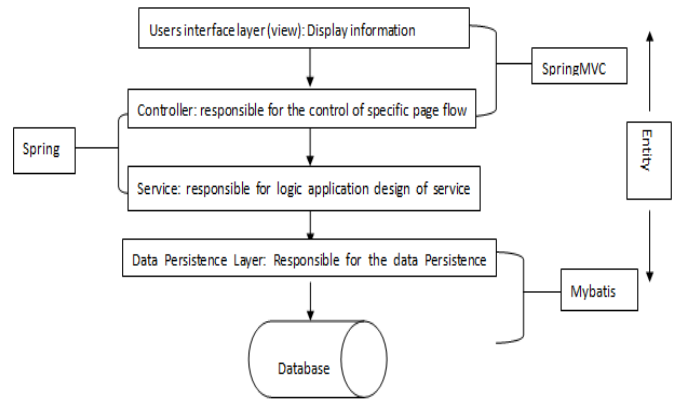 Users interface layer (view): Display information
SpringMVC
Controller: responsible for the control of specific page flow
Spring
Entity
Service: responsible for logic application design of service
Data Persistence Layer: Responsible for the data Persistence
Mybatis
Database